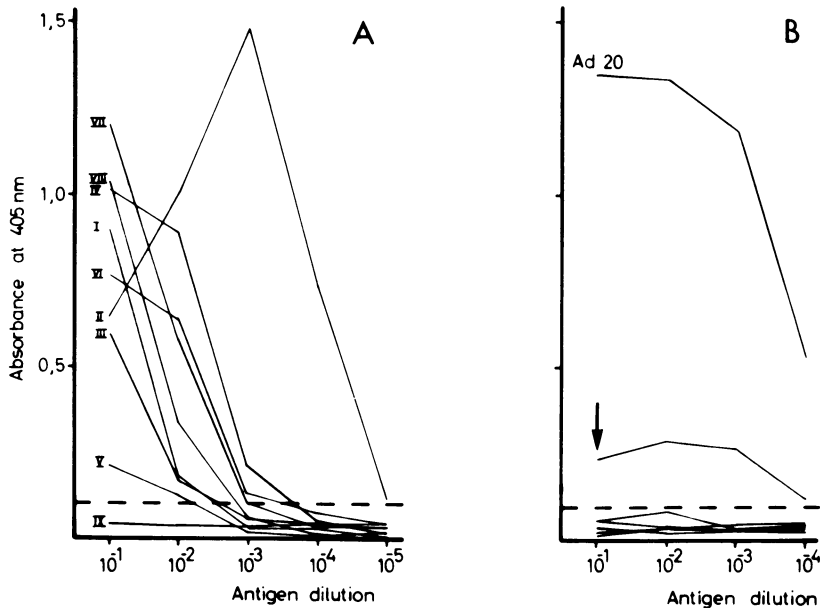 A
B
1,5
1,0
0,5
Absorbance at 405 nm
VII
VIII
IV
I
VI
II
III
V
IX
10-1 10-2 10-3 10-4 10-5
Antigen dilution
Ad 20
10-1 10-2 10-3 10-4
Antigen dilution